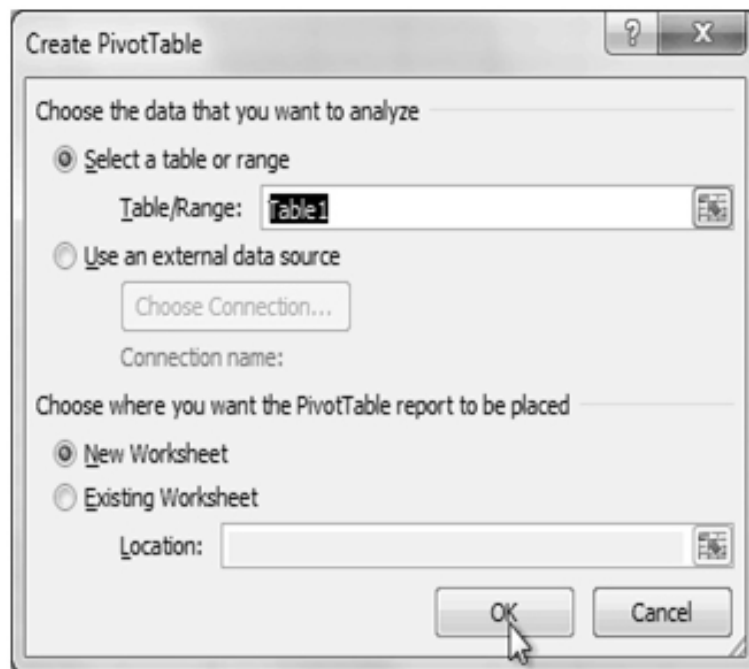 Create PivotTable
? X
Choose the data that you want to analyze
Select a table or range
Table/Range: Table1
Use an external data source
Choose Connection...
Connection name:
Choose where you want the PivotTable report to be placed
New Worksheet
Existing Worksheet
Location:
OK Cancel